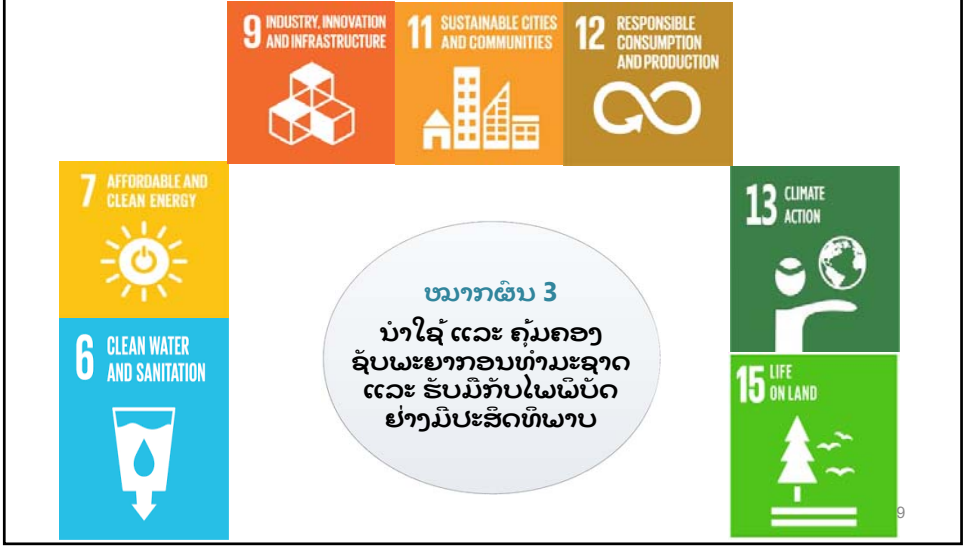 9 INDUSTRY, INNOVATION
AND INFRASTRUCTURE
11 SUSTAINABLE CITIES
AND COMMUNITIES
12 RESPONSIBLE
CONSUMPTION
AND PRODUCTION
7 AFFORDABLE AND
CLEAN ENERGY
13 CLIMATE
ACTION
ໝາກຜົນ 3
ນຳໃຊ້ ແລະ ຄຸ້ມຄອງ
ຊັບພະຍາກອນທຳມະຊາດ
ແລະ ຮັບມືກັບໄພພິບັດ
ຢ່າງມີປະສິດທິພາບ
6 CLEAN WATER
AND SANITATION
15 LIFE
ON LAND
9